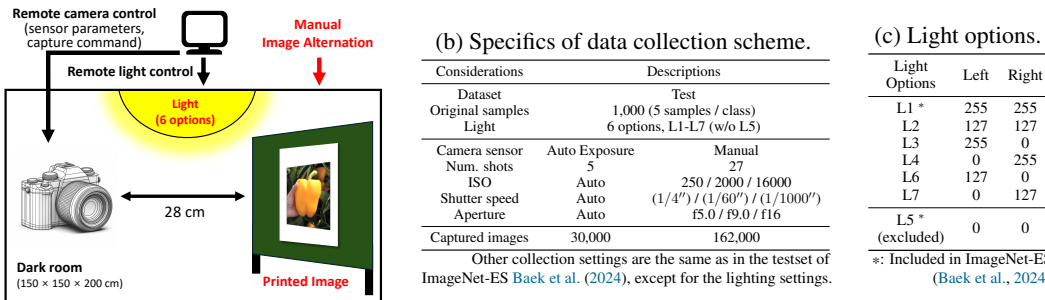 Remote camera control
(sensor parameters,
capture command)
Manual
Image Alternation
Remote light control
Light
(6 options)
28 cm
Dark room
(150 × 150 × 200 cm)
Printed Image
(b) Specifics of data collection scheme.
Considerations Descriptions
Dataset Test
Original samples 1,000 (5 samples / class)
Light 6 options, L1-L7 (w/o L5)
Camera sensor Auto Exposure Manual
Num. shots 5 27
ISO Auto 250 / 2000 / 16000
Shutter speed Auto (1/4″) / (1/60″) / (1/1000″)
Aperture Auto f5.0 / f9.0 / f16
Captured images 30,000 162,000
Other collection settings are the same as in the testset of
ImageNet-ES Baek et al. (2024), except for the lighting settings.
(c) Light options.
Light
Options Left Right
L1 * 255 255
L2 127 127
L3 255 0
L4 0 255
L6 127 0
L7 0 127
L5 *
(excluded) 0 0
*: Included in ImageNet-ES
(Baek et al., 2024